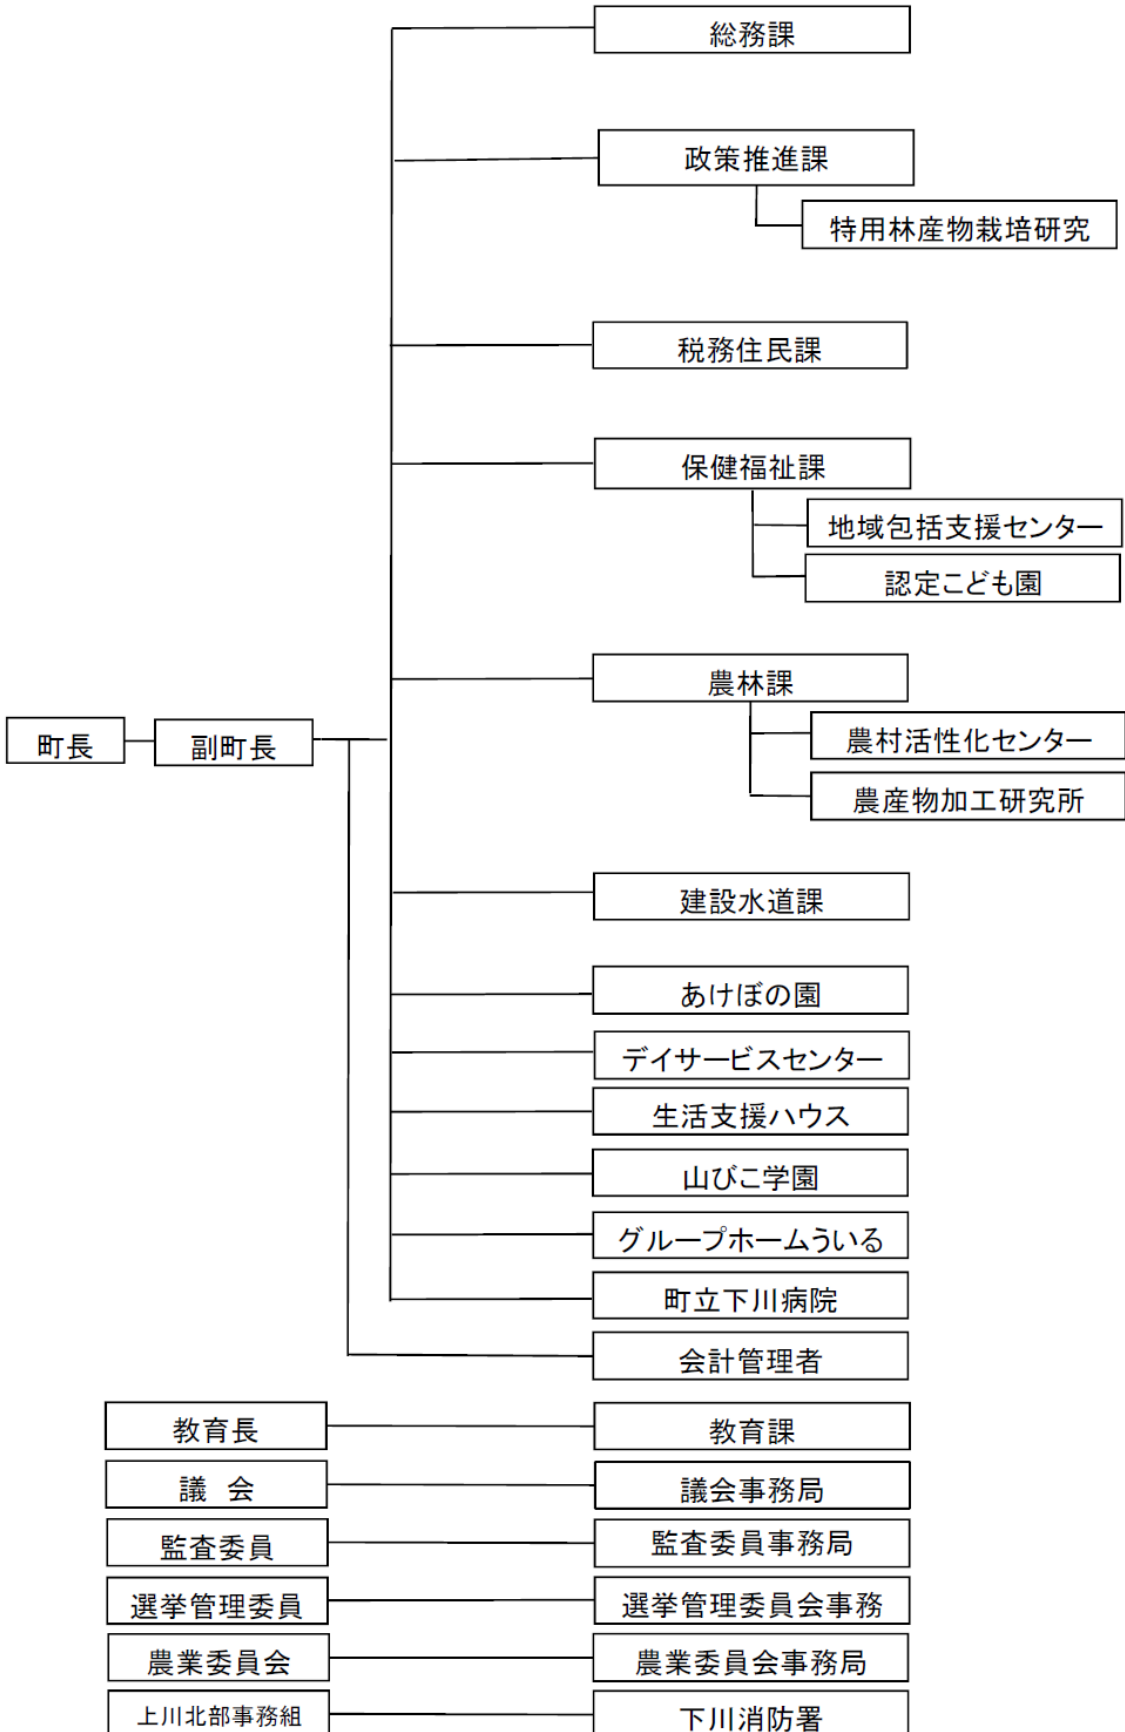 総務課
政策推進課
特用林産物栽培研究
税務住民課
保健福祉課
地域包括支援センター
認定こども園
農林課
町長
副町長
農村活性化センター
農産物加工研究所
建設水道課
あけぼの園
デイサービスセンター
生活支援ハウス
山びこ学園
グループホームういる
町立下川病院
会計管理者
教育長
教育課
議 会
議会事務局
監査委員
監査委員事務局
選挙管理委員
選挙管理委員会事務
農業委員会
農業委員会事務局
上川北部事務組
下川消防署